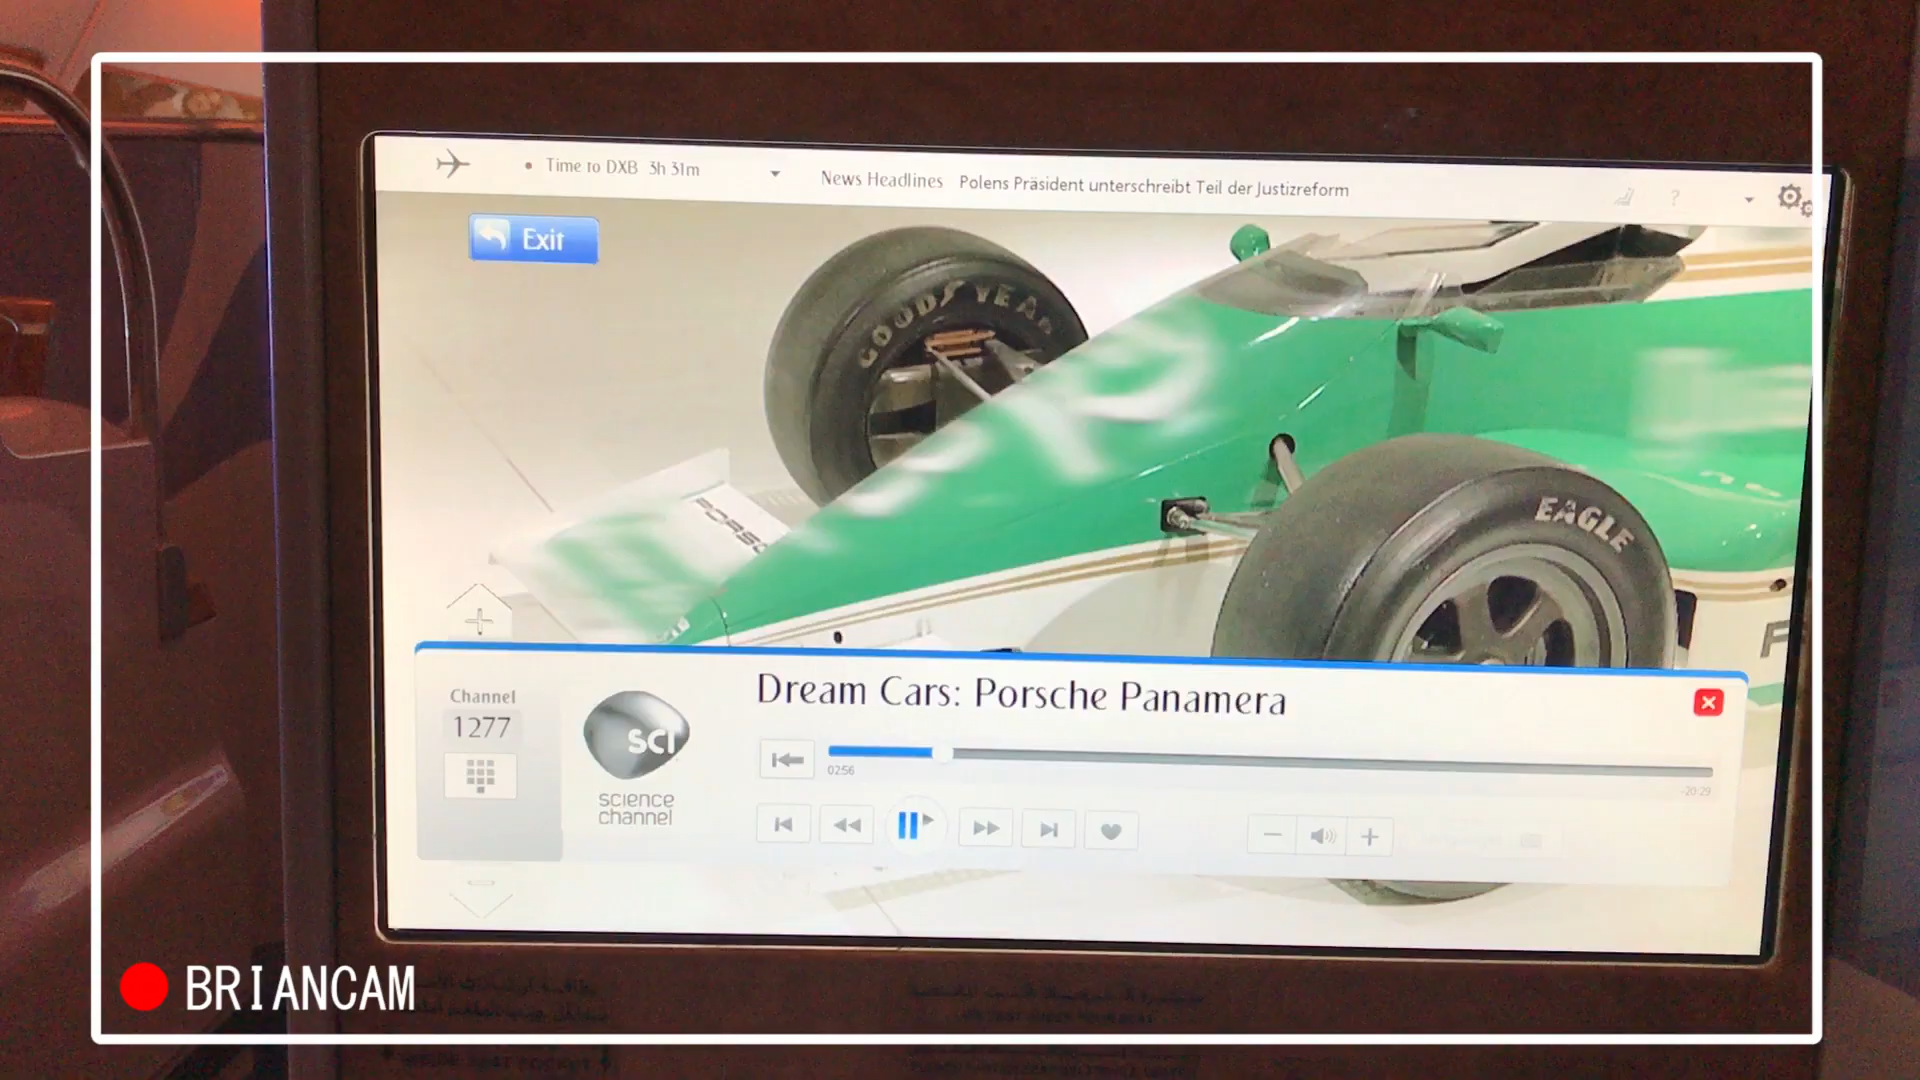 Time to DXB 3h 31m
News Headlines Polens Präsident unterschreibt Teil der Justizreform
?
Exit
GOODYEAR
PORSC
EAGLE
Channel
1277
SCI
science
channel
Dream Cars: Porsche Panamera
02:56
-20:29
BRIANCAM